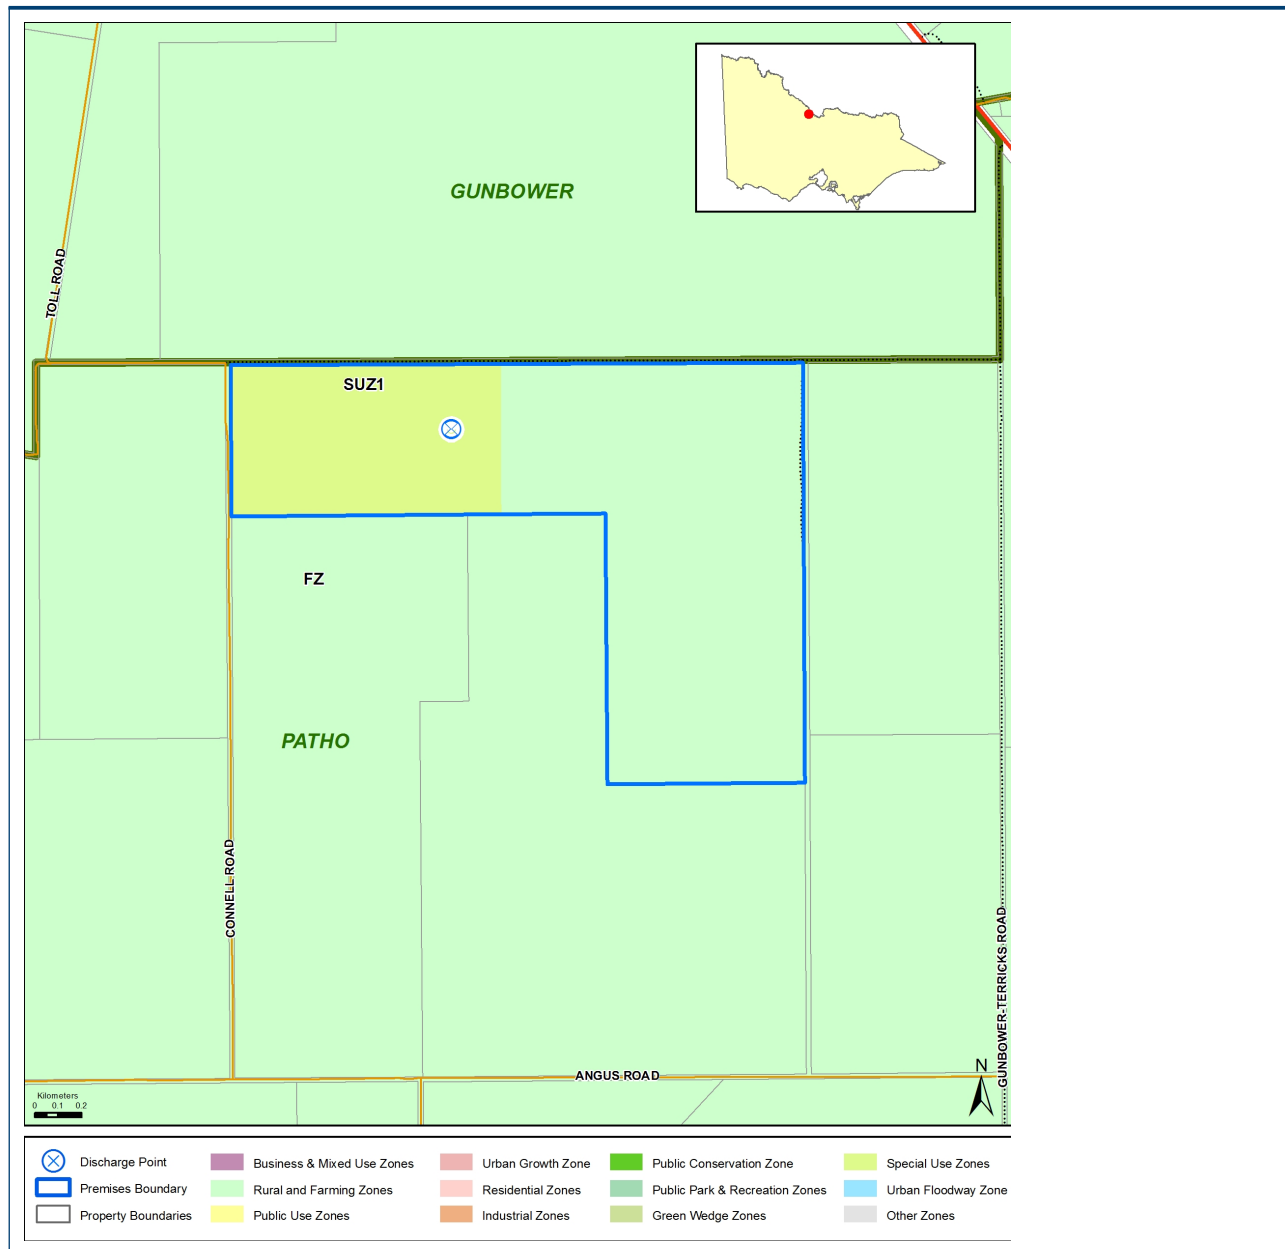 GUNBOWER
TOLL ROAD
SUZ1
FZ
PATHO
CONNELL ROAD
GUNBOWER-TERRICKS ROAD
ANGUS ROAD
N
Kilometers
0 0.1 0.2
Discharge Point
Premises Boundary
Property Boundaries
Business & Mixed Use Zones
Rural and Farming Zones
Public Use Zones
Urban Growth Zone
Residential Zones
Industrial Zones
Public Conservation Zone
Public Park & Recreation Zones
Green Wedge Zones
Special Use Zones
Urban Floodway Zone
Other Zones